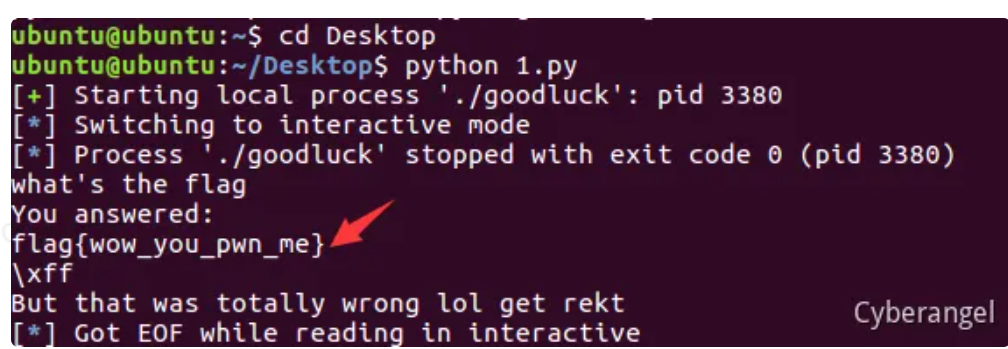 ubuntu@ubuntu:~$ cd Desktop
ubuntu@ubuntu:~/Desktop$ python 1.py
[+] Starting local process './goodluck': pid 3380
[*] Switching to interactive mode
[*] Process './goodluck' stopped with exit code 0 (pid 3380)
what's the flag
You answered:
flag{wow_you_pwn_me}
\xff
But that was totally wrong lol get rekt
[*] Got EOF while reading in interactive
Cyberangel